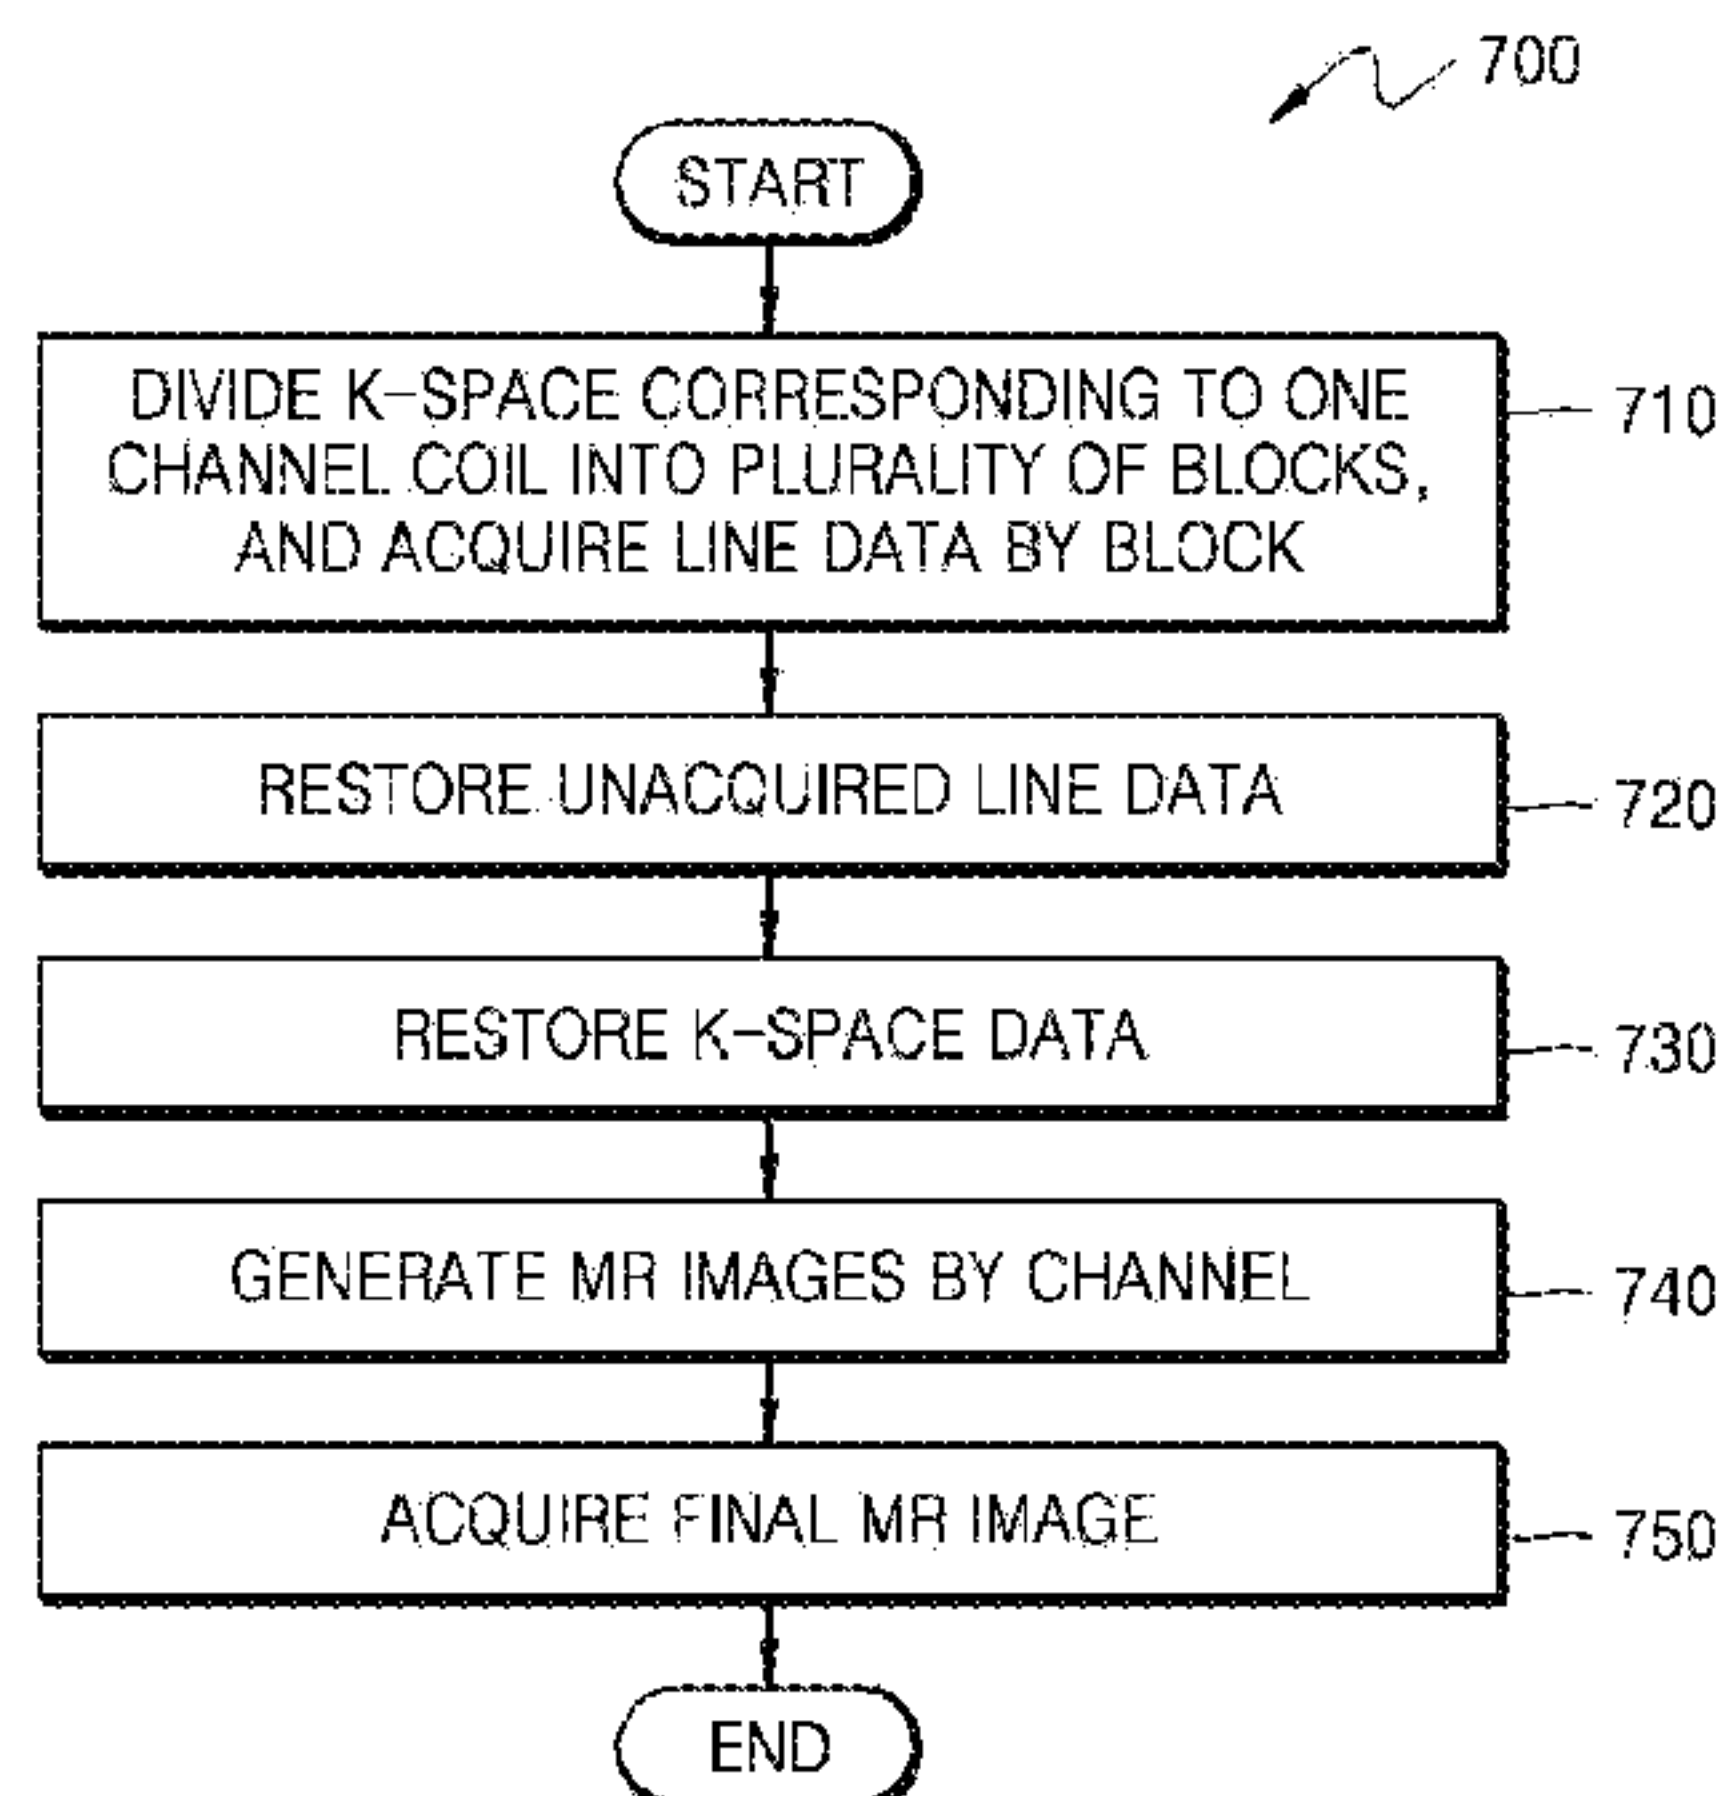 700
START
DIVIDE K-SPACE CORRESPONDING TO ONE
CHANNEL COIL INTO PLURALITY OF BLOCKS,
AND ACQUIRE LINE DATA BY BLOCK
710
RESTORE UNACQUIRED LINE DATA
720
RESTORE K-SPACE DATA
730
GENERATE MR IMAGES BY CHANNEL
740
ACQUIRE FINAL MR IMAGE
750
END